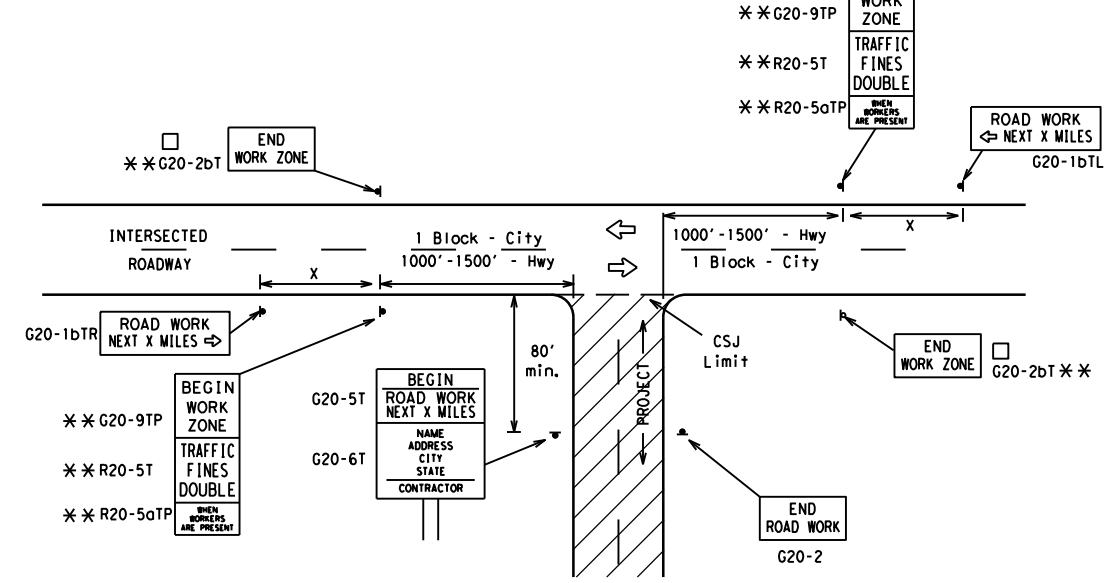 WORK
ZONE
✱✱G20-9TP
TRAFFIC
FINES
DOUBLE
✱✱R20-5T
WHEN
WORKERS
ARE PRESENT
✱✱R20-5aTP
ROAD WORK
⇦ NEXT X MILES
G20-1bTL
END
WORK ZONE
□
✱✱G20-2bT
INTERSECTED
ROADWAY
X
1 Block - City
1000'-1500' - Hwy
1000'-1500' - Hwy
1 Block - City
X
G20-1bTR
ROAD WORK
NEXT X MILES ⇨
80'
min.
CSJ
Limit
PROJECT
END
WORK ZONE
□
G20-2bT ✱✱
BEGIN
WORK
ZONE
✱✱G20-9TP
TRAFFIC
FINES
DOUBLE
✱✱R20-5T
WHEN
WORKERS
ARE PRESENT
✱✱R20-5aTP
G20-5T
BEGIN
ROAD WORK
NEXT X MILES
G20-6T
NAME
ADDRESS
CITY
STATE
CONTRACTOR
END
ROAD WORK
G20-2